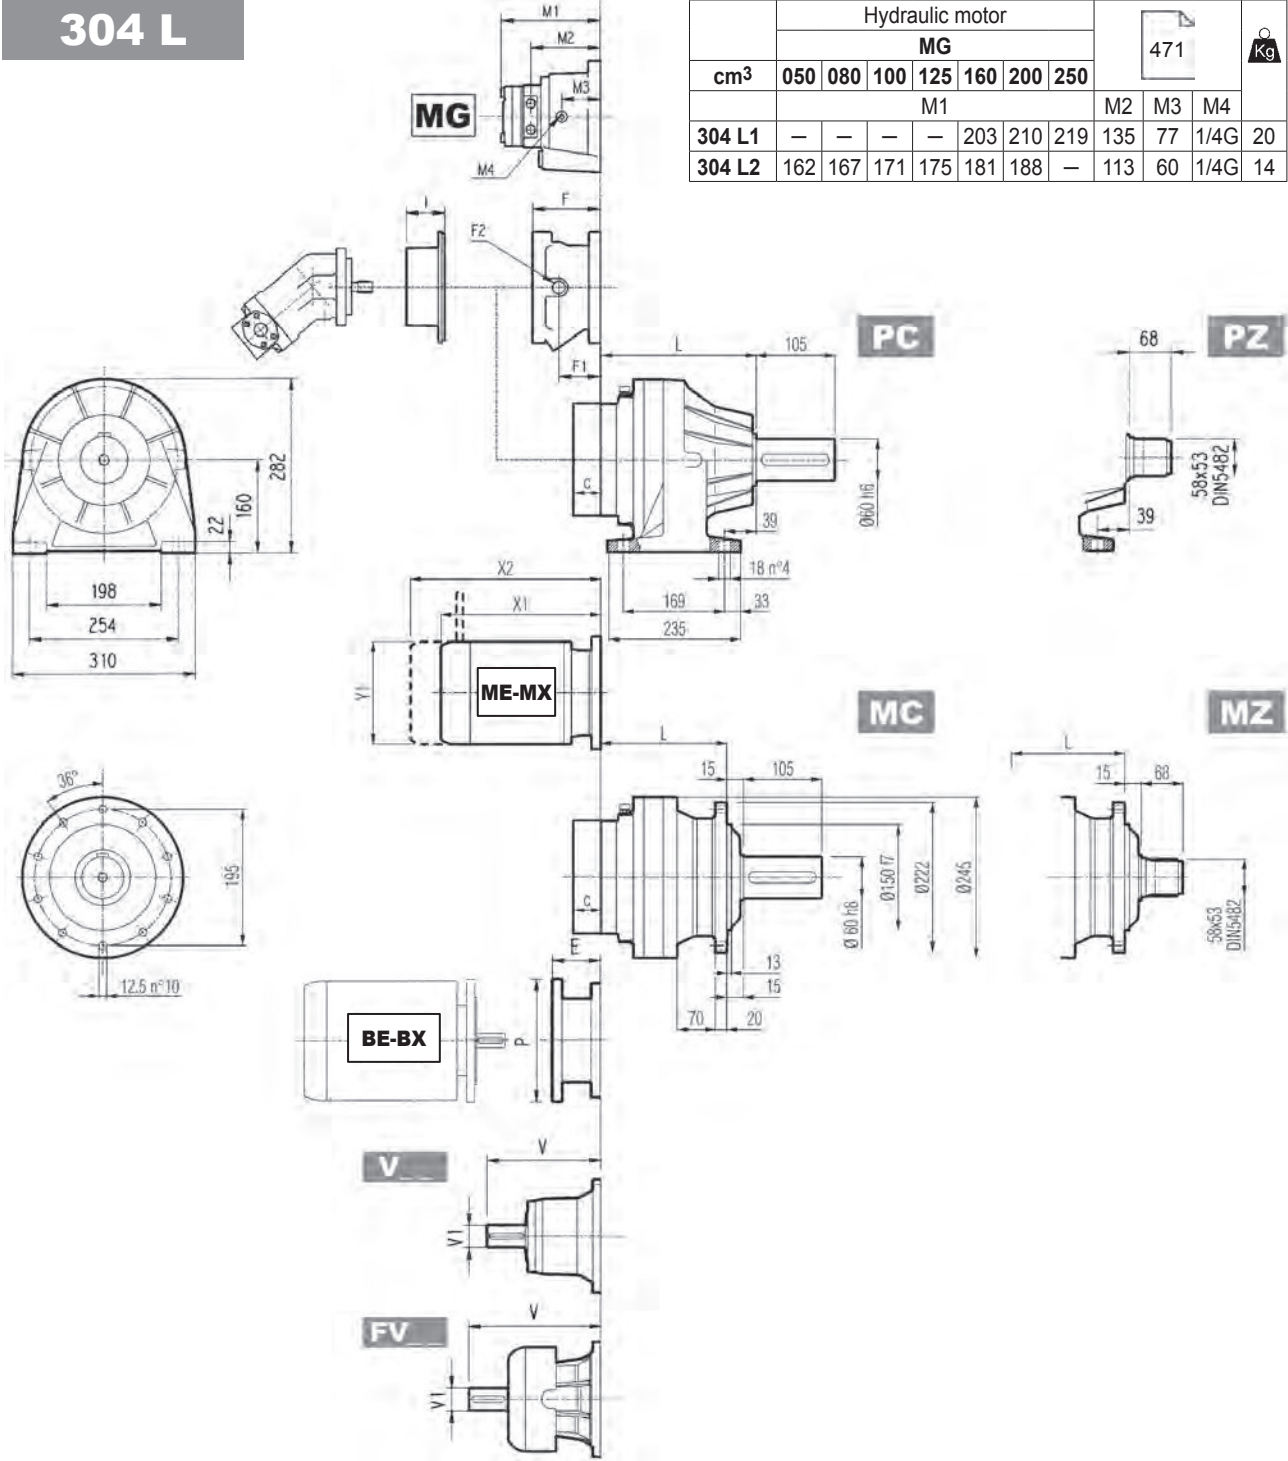 304 L
Hydraulic motor
MG
471
Kg
cm³ 050 080 100 125 160 200 250
M1 M2 M3 M4
304 L1 — — — — 203 210 219 135 77 1/4G 20
304 L2 162 167 171 175 181 188 — 113 60 1/4G 14
M1
M2
M3
MG
M4
I
F
F2
F1
L
105
PC
68
PZ
282
160
22
198
254
310
C
Ø60 h6
39
18 n°4
169
33
235
58x53
DIN5482
39
X2
X1
Y1
ME-MX
MC
MZ
L
15
105
L
15
68
36°
195
12.5 n°10
C
E
Ø 60 h6
Ø150 f7
Ø222
Ø245
13
15
70
20
58x53
DIN5482
BE-BX
P
V__
V
V1
FV__
V
V1